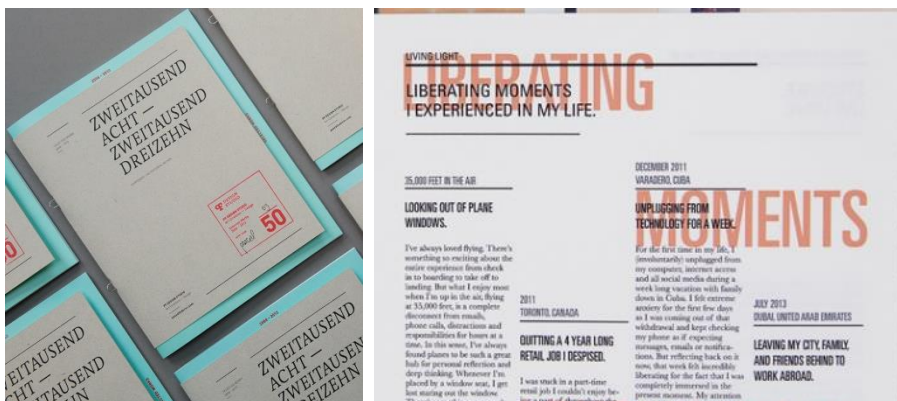 ZWEITAUSEND
ACHT —
ZWEITAUSEND
DREIZEHN
50
ZWEITAUSEND
ACHT —
ZWEITAUSEND
LIVING LIGHT
LIBERATING
LIBERATING MOMENTS
I EXPERIENCED IN MY LIFE.
35,000 FEET IN THE AIR
LOOKING OUT OF PLANE
WINDOWS.
I've always loved flying. There's
something so exciting about the
entire experience from check
in to boarding to take off to
landing. But what I enjoy most
when I'm up in the air, flying
at 35,000 feet, is a complete
disconnect from emails,
phone calls, distractions and
responsibilities for hours at a
time. In this sense, I've always
found planes to be such a great
hub for personal reflection and
deep thinking. Whenever I'm
placed by a window seat, I get
lost staring out the window.
2011
TORONTO, CANADA
QUITTING A 4 YEAR LONG
RETAIL JOB I DESPISED.
I was stuck in a part-time
retail job I couldn't enjoy be-
DECEMBER 2011
VARADERO, CUBA
MOMENTS
UNPLUGGING FROM
TECHNOLOGY FOR A WEEK.
For the first time in my life, I
(involuntarily) unplugged from
my computer, internet access
and all social media during a
week long vacation with family
down in Cuba. I felt extreme
anxiety for the first few days
as I was coming out of that
withdrawal and kept checking
my phone as if expecting
messages, emails or notifica-
tions. But reflecting back on it
now, that week felt incredibly
liberating for the fact that I was
completely immersed in the
present moment. My attention
JULY 2013
DUBAI, UNITED ARAB EMIRATES
LEAVING MY CITY, FAMILY,
AND FRIENDS BEHIND TO
WORK ABROAD.